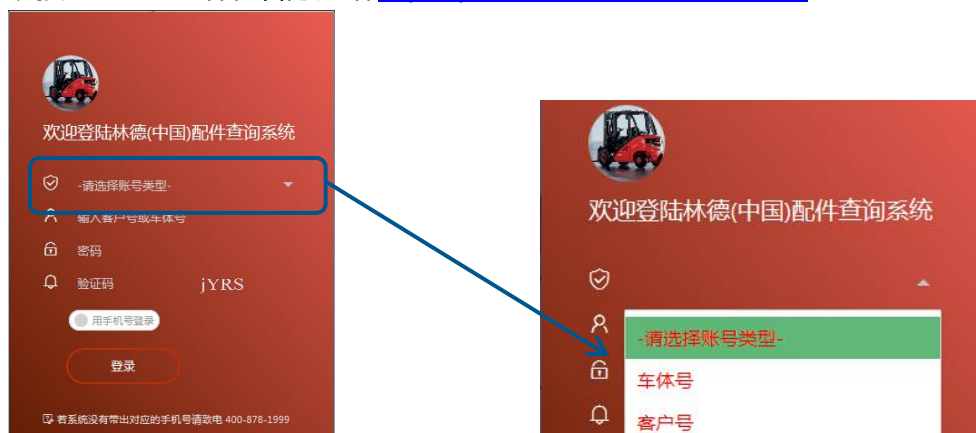 欢迎登陆林德(中国)配件查询系统
-请选择账号类型-
输入客户号或车体号
密码
验证码 jYRS
用手机号登录
登录
若系统没有带出对应的手机号请致电 400-878-1999
欢迎登陆林德(中国)配件查询系统
-请选择账号类型-
车体号
客户号